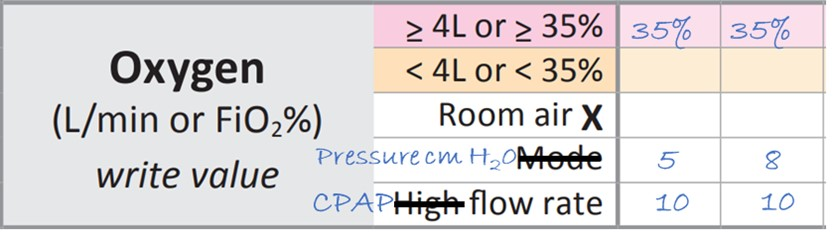 Oxygen
(L/min or FiO₂%)
write value
≥ 4L or ≥ 35% 35% 35%
< 4L or < 35%
Room air X
Pressure cm H₂O Mode 5 8
CPAP High flow rate 10 10